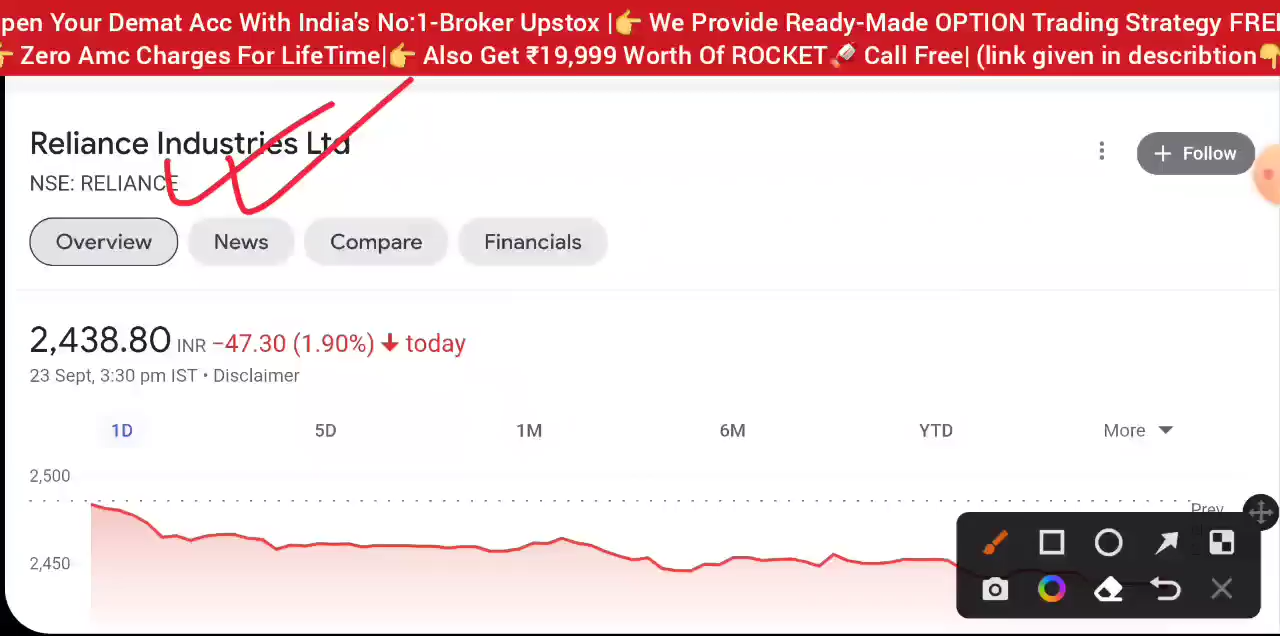 pen Your Demat Acc With India's No:1-Broker Upstox |👉 We Provide Ready-Made OPTION Trading Strategy FREE
👉 Zero Amc Charges For LifeTime|👉 Also Get ₹19,999 Worth Of ROCKET🚀 Call Free| (link given in describtion👇
Reliance Industries Ltd
+ Follow
NSE: RELIANCE
Overview News Compare Financials
2,438.80 INR −47.30 (1.90%) ↓ today
23 Sept, 3:30 pm IST • Disclaimer
1D 5D 1M 6M YTD More
2,500
Prev
2,450